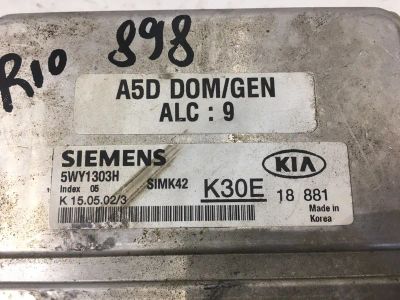 RIO 898
A5D DOM/GEN
ALC : 9
SIEMENS
5WY1303H
Index 05
SIMK42
K 15.05.02/3
K30E
KIA
18 881
Made in
Korea